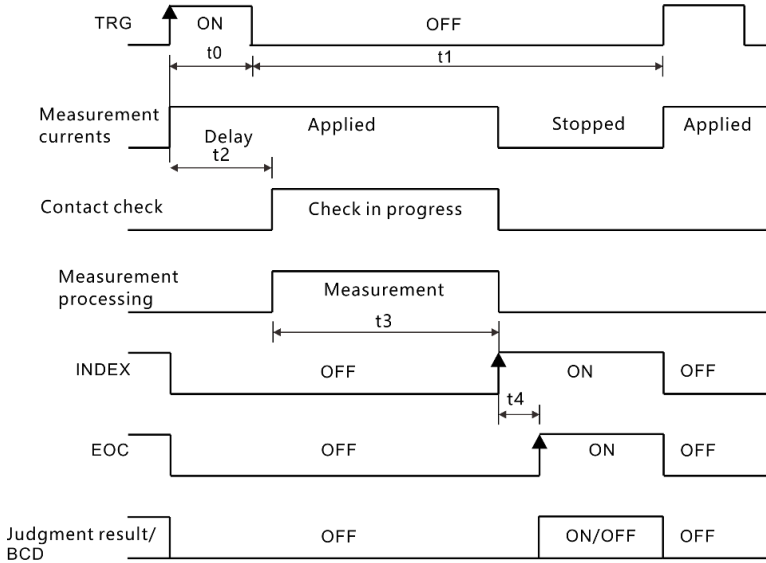 TRG
ON
OFF
t0
t1
Measurement
currents
Applied
Stopped
Applied
Delay
t2
Contact check
Check in progress
Measurement
processing
Measurement
t3
INDEX
OFF
ON
OFF
t4
EOC
OFF
ON
OFF
Judgment result/
BCD
OFF
ON/OFF
OFF